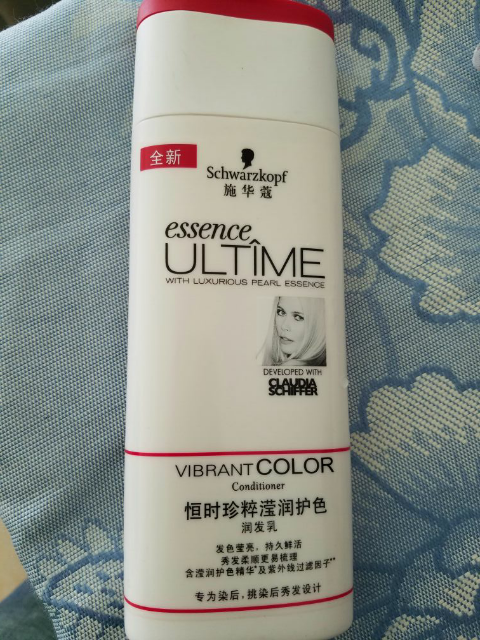 全新
Schwarzkopf
施华蔻
essence
ULTÎME
WITH LUXURIOUS PEARL ESSENCE
DEVELOPED WITH
CLAUDIA
SCHIFFER
VIBRANT COLOR
Conditioner
恒时珍粹滢润护色
润发乳
发色莹亮，持久鲜活
秀发柔顺更易梳理
含滢润护色精华*及紫外线过滤因子**
专为染后，挑染后秀发设计